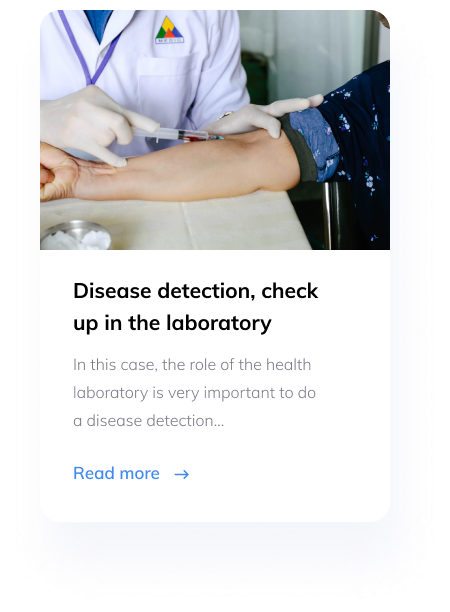 Disease detection, check
up in the laboratory
In this case, the role of the health
laboratory is very important to do
a disease detection...
Read more →